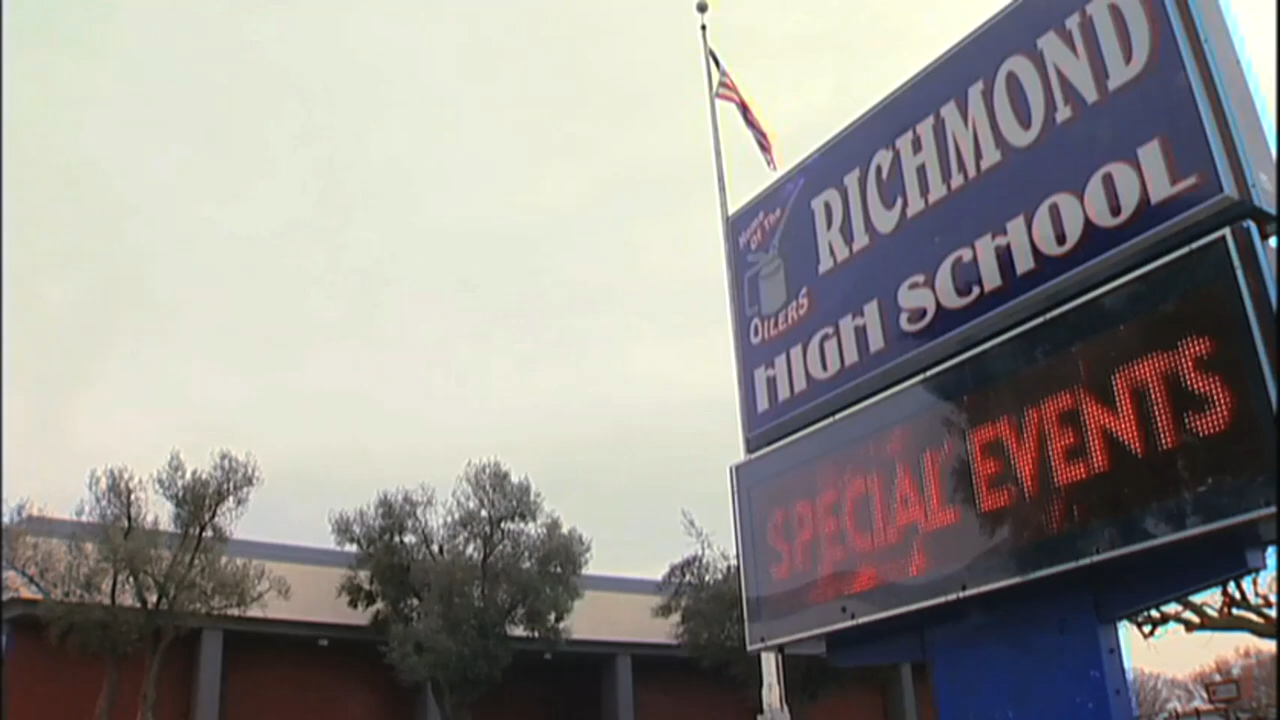 RICHMOND
Home
Of The
OILERS
HIGH SCHOOL
SPECIAL EVENTS